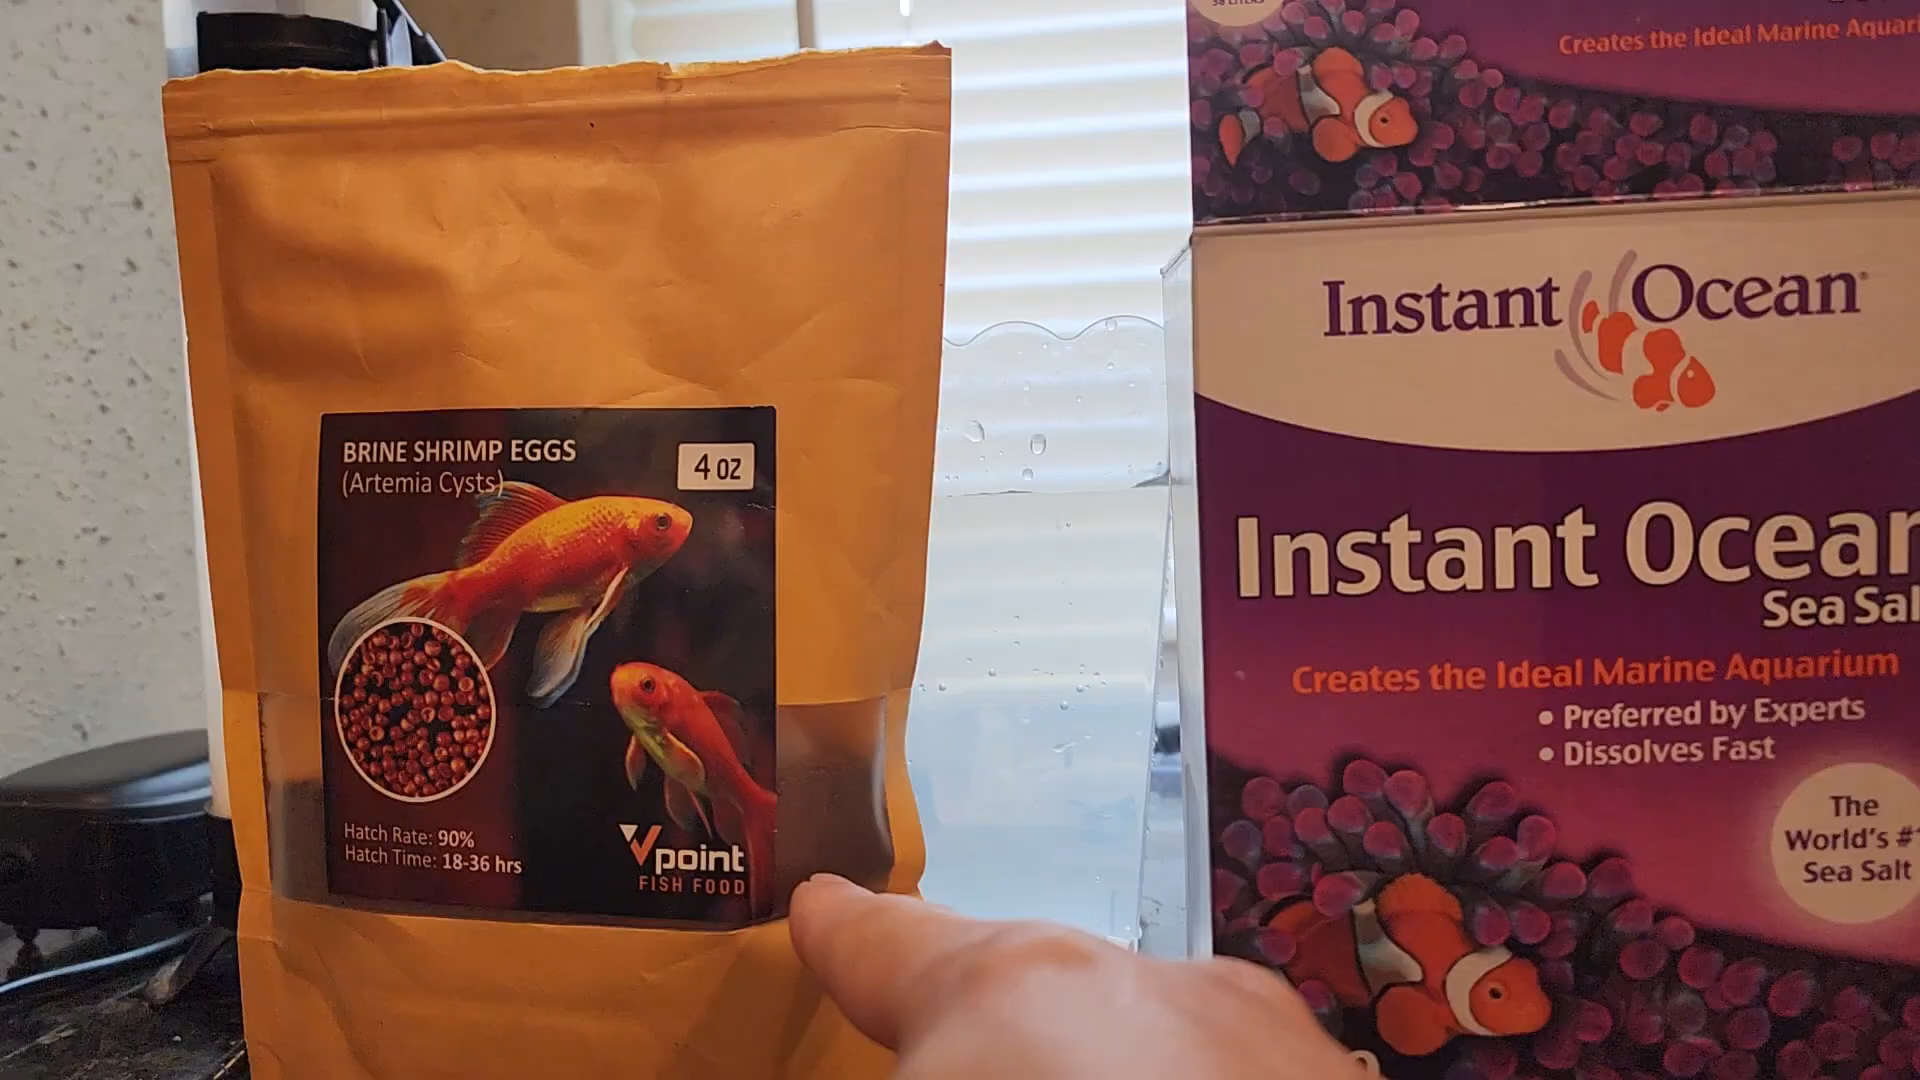 BRINE SHRIMP EGGS
(Artemia Cysts)
4 OZ
Hatch Rate: 90%
Hatch Time: 18-36 hrs
Vpoint
FISH FOOD
Creates the Ideal Marine Aquari
Instant Ocean
Instant Ocean
Sea Sal
Creates the Ideal Marine Aquarium
• Preferred by Experts
• Dissolves Fast
The
World's #1
Sea Salt